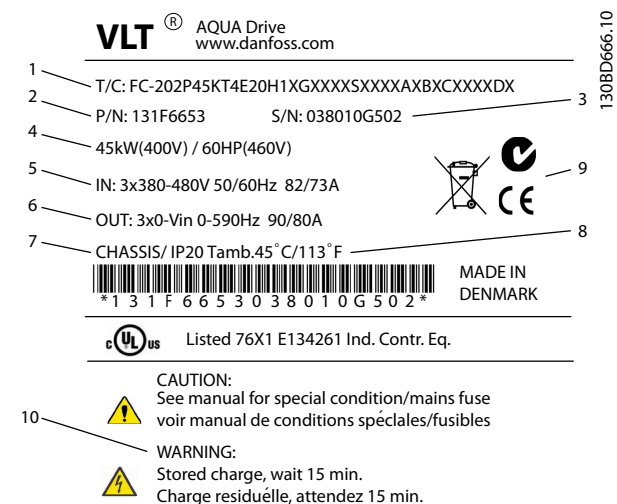 VLT ® AQUA Drive
www.danfoss.com
130BD666.10
1
T/C: FC-202P45KT4E20H1XGXXXXSXXXXAXBXCXXXXDX
2
P/N: 131F6653 S/N: 038010G502
3
4
45kW(400V) / 60HP(460V)
5
IN: 3x380-480V 50/60Hz 82/73A
9
CE
6
OUT: 3x0-Vin 0-590Hz 90/80A
7
CHASSIS/ IP20 Tamb.45˚C/113˚F
8
*131F6653038010G502*
MADE IN
DENMARK
c UL us Listed 76X1 E134261 Ind. Contr. Eq.
CAUTION:
See manual for special condition/mains fuse
voir manual de conditions spéclales/fusibles
10
WARNING:
Stored charge, wait 15 min.
Charge residuélle, attendez 15 min.